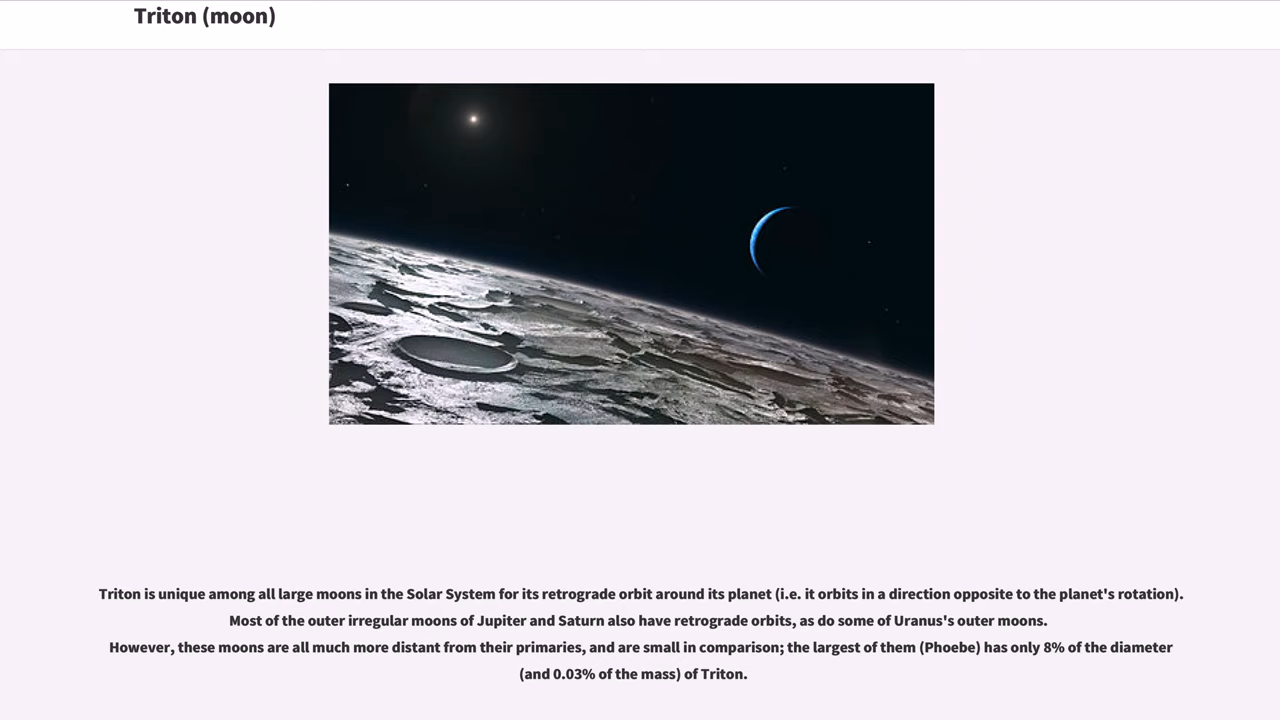 Triton (moon)
Triton is unique among all large moons in the Solar System for its retrograde orbit around its planet (i.e. it orbits in a direction opposite to the planet's rotation).
Most of the outer irregular moons of Jupiter and Saturn also have retrograde orbits, as do some of Uranus's outer moons.
However, these moons are all much more distant from their primaries, and are small in comparison; the largest of them (Phoebe) has only 8% of the diameter
(and 0.03% of the mass) of Triton.